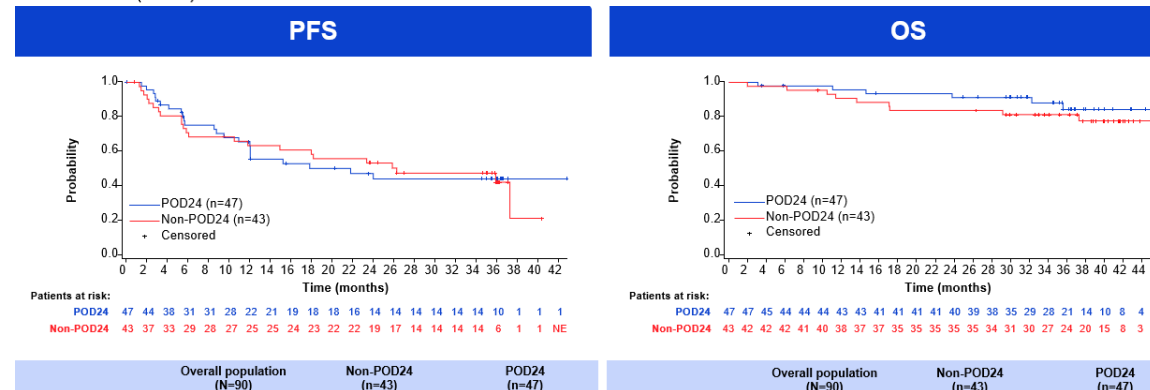 PFS
OS
1.0
0.8
0.6
0.4
0.2
0.0
Probability
POD24 (n=47)
Non-POD24 (n=43)
Censored
0 2 4 6 8 10 12 14 16 18 20 22 24 26 28 30 32 34 36 38 40 42
Time (months)
Patients at risk:
POD24 47 44 38 31 31 28 22 21 19 18 18 16 14 14 14 14 14 14 10 1 1 1
Non-POD24 43 37 33 29 28 27 25 25 24 23 22 22 19 17 14 14 14 14 6 1 1 NE
1.0
0.8
0.6
0.4
0.2
0.0
Probability
POD24 (n=47)
Non-POD24 (n=43)
Censored
0 2 4 6 8 10 12 14 16 18 20 22 24 26 28 30 32 34 36 38 40 42 44
Time (months)
Patients at risk:
POD24 47 47 45 44 44 44 43 43 41 41 41 41 40 39 38 35 29 28 21 14 10 8 4
Non-POD24 43 42 42 42 41 40 38 37 37 35 35 35 35 35 34 31 30 27 24 20 15 8 3
Overall population Non-POD24 POD24
(N=90) (n=43) (n=47)
Overall population Non-POD24 POD24
(N=90) (n=43) (n=47)